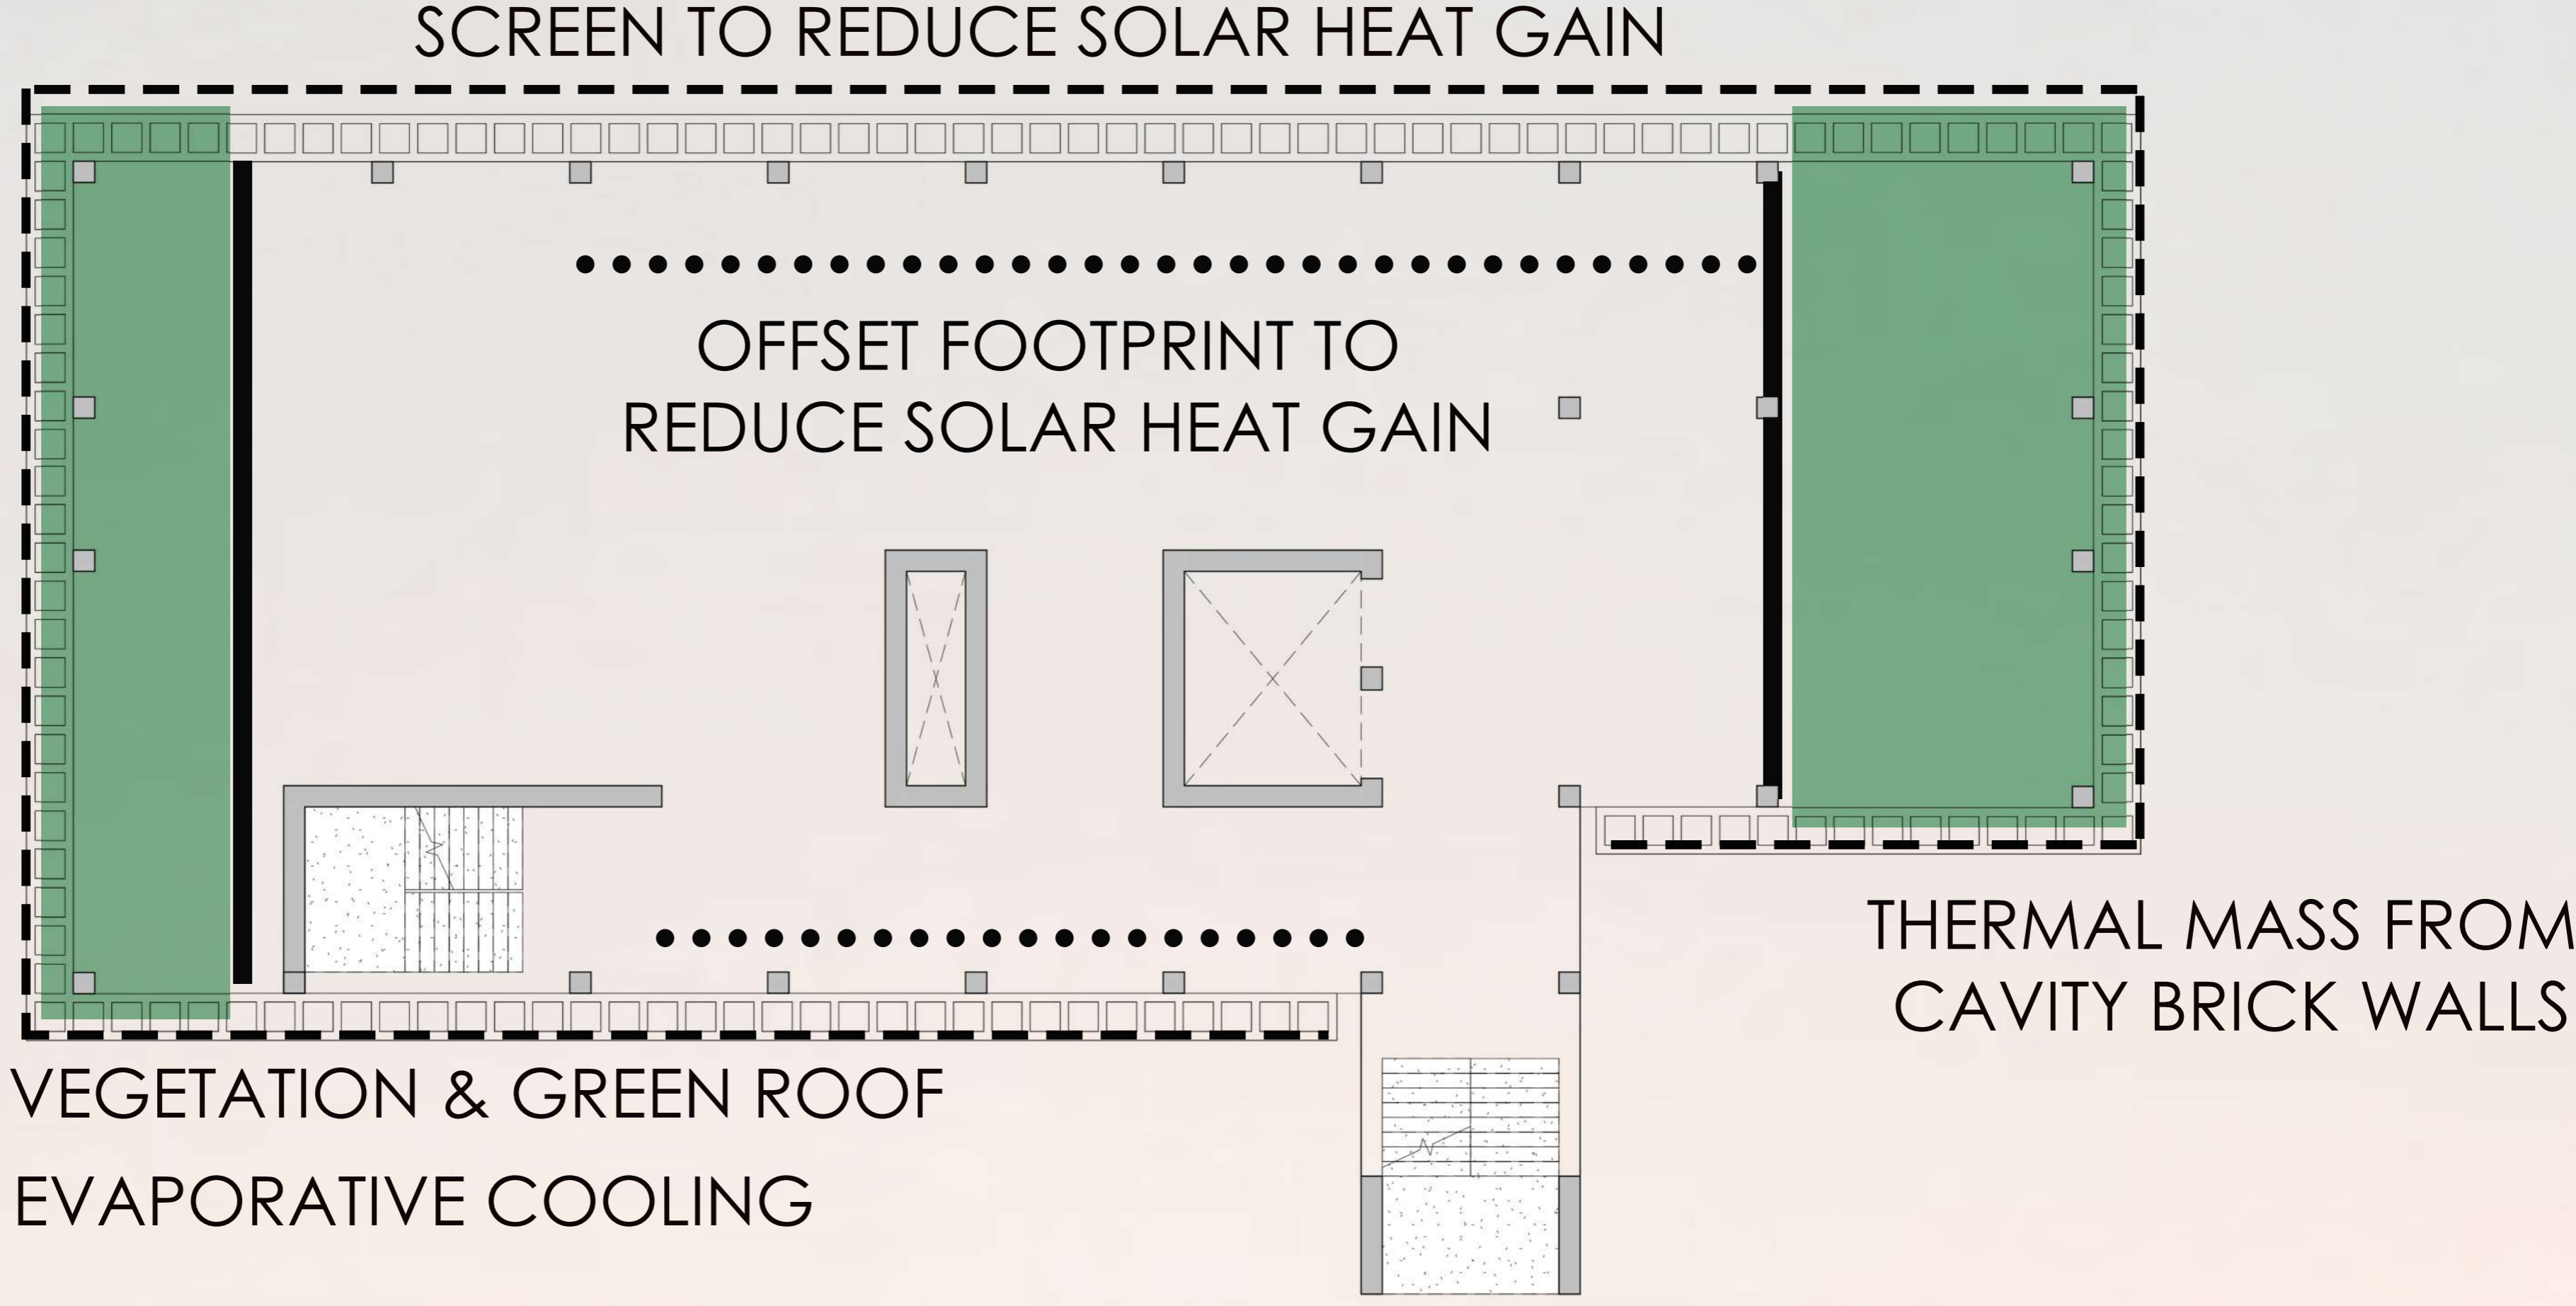 SCREEN TO REDUCE SOLAR HEAT GAIN
OFFSET FOOTPRINT TO
REDUCE SOLAR HEAT GAIN
THERMAL MASS FROM
CAVITY BRICK WALLS
VEGETATION & GREEN ROOF
EVAPORATIVE COOLING